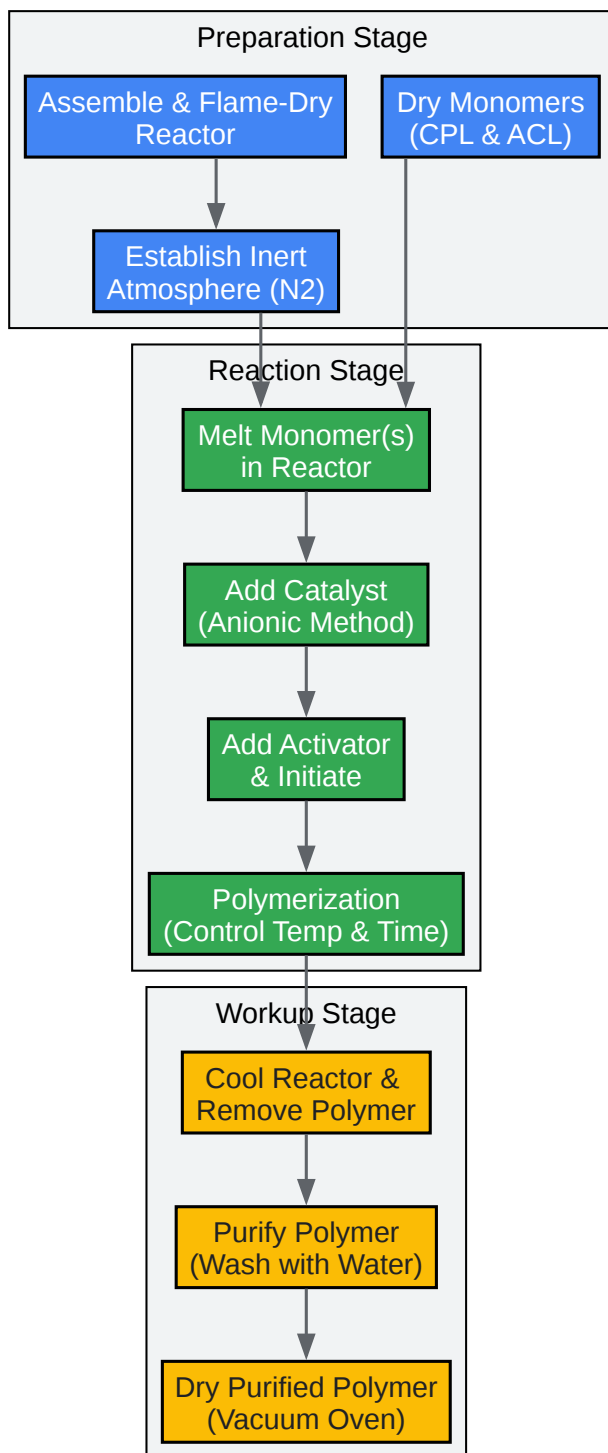 Preparation Stage
Assemble & Flame-Dry
Reactor
Dry Monomers
(CPL & ACL)
Establish Inert
Atmosphere (N2)
Reaction Stage
Melt Monomer(s)
in Reactor
Add Catalyst
(Anionic Method)
Add Activator
& Initiate
Polymerization
(Control Temp & Time)
Workup Stage
Cool Reactor &
Remove Polymer
Purify Polymer
(Wash with Water)
Dry Purified Polymer
(Vacuum Oven)